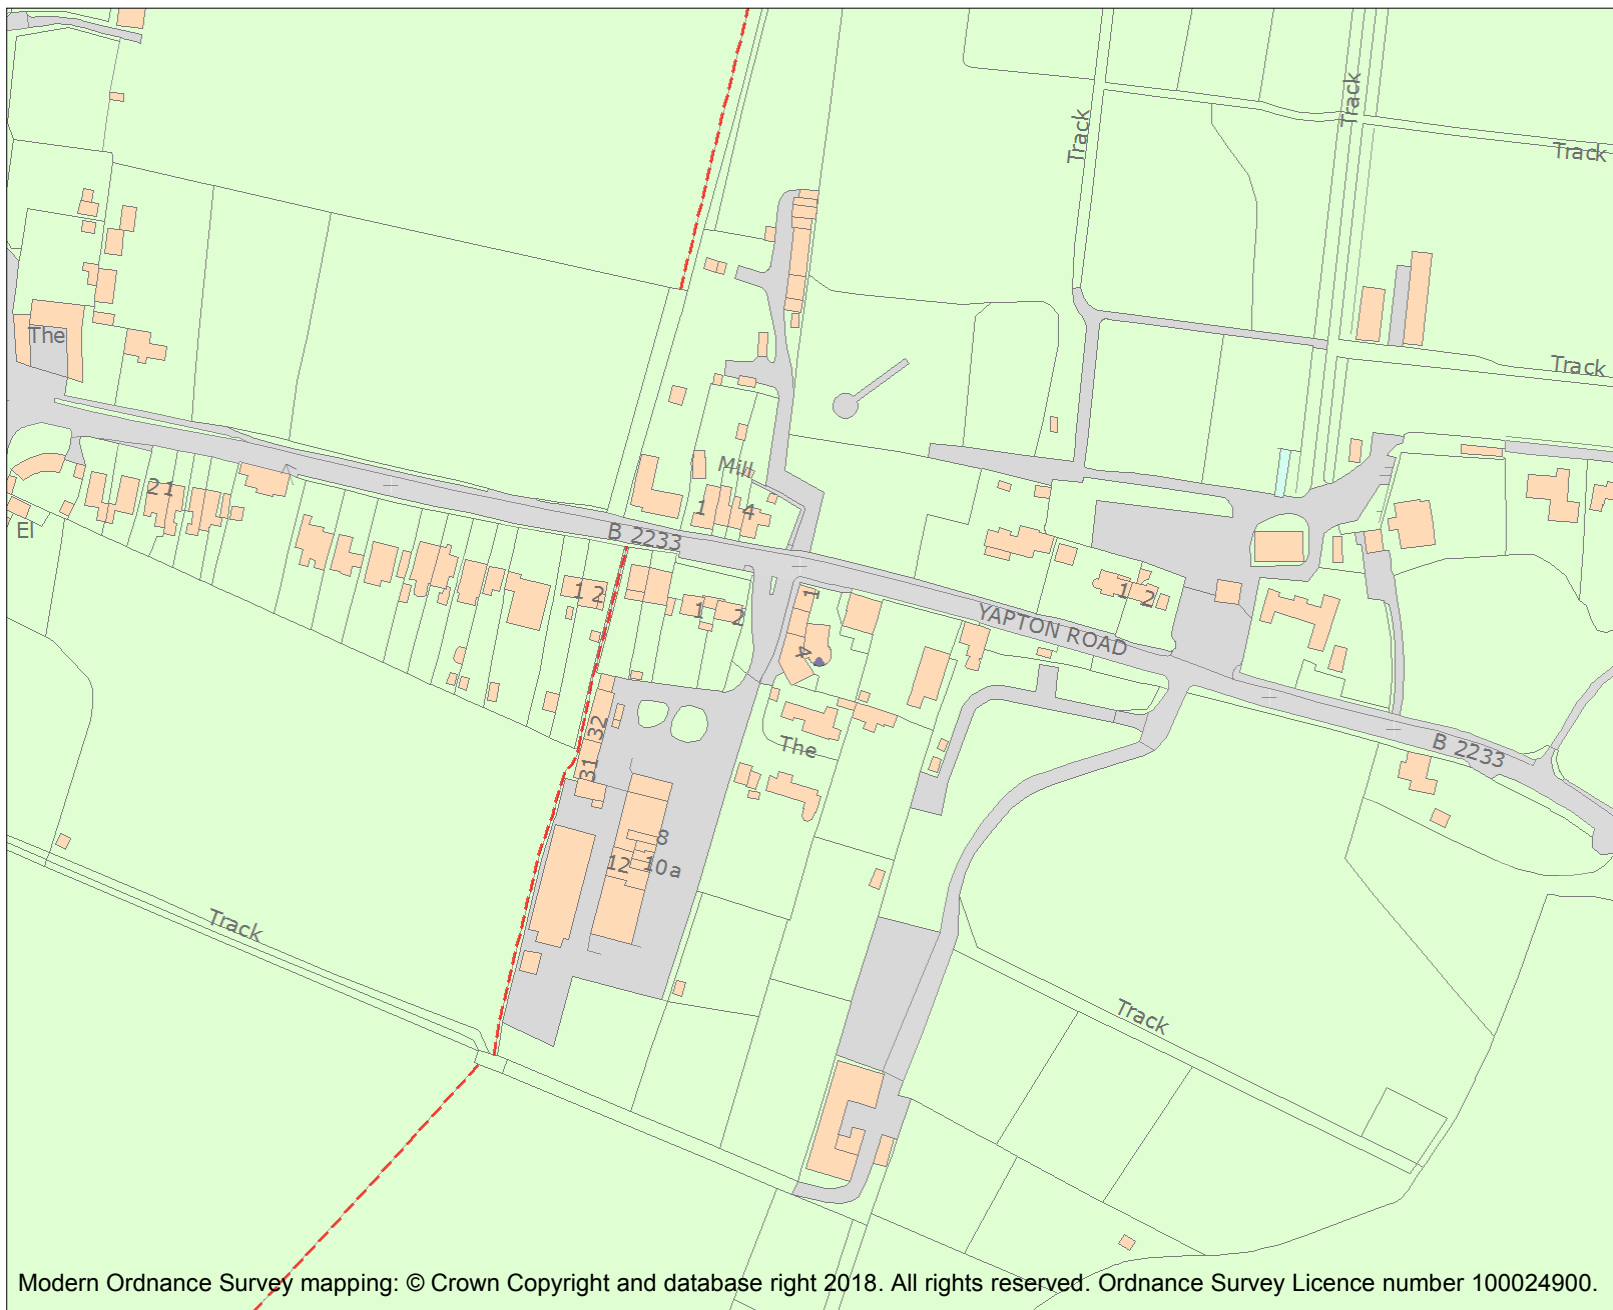 Track
Track
Track
The
Track
Mill
21
1
4
El
B 2233
1 2
1
2
1
4
1 2
YAPTON ROAD
32
The
B 2233
31
8
12
10a
Track
Track
Modern Ordnance Survey mapping: © Crown Copyright and database right 2018. All rights reserved. Ordnance Survey Licence number 100024900.